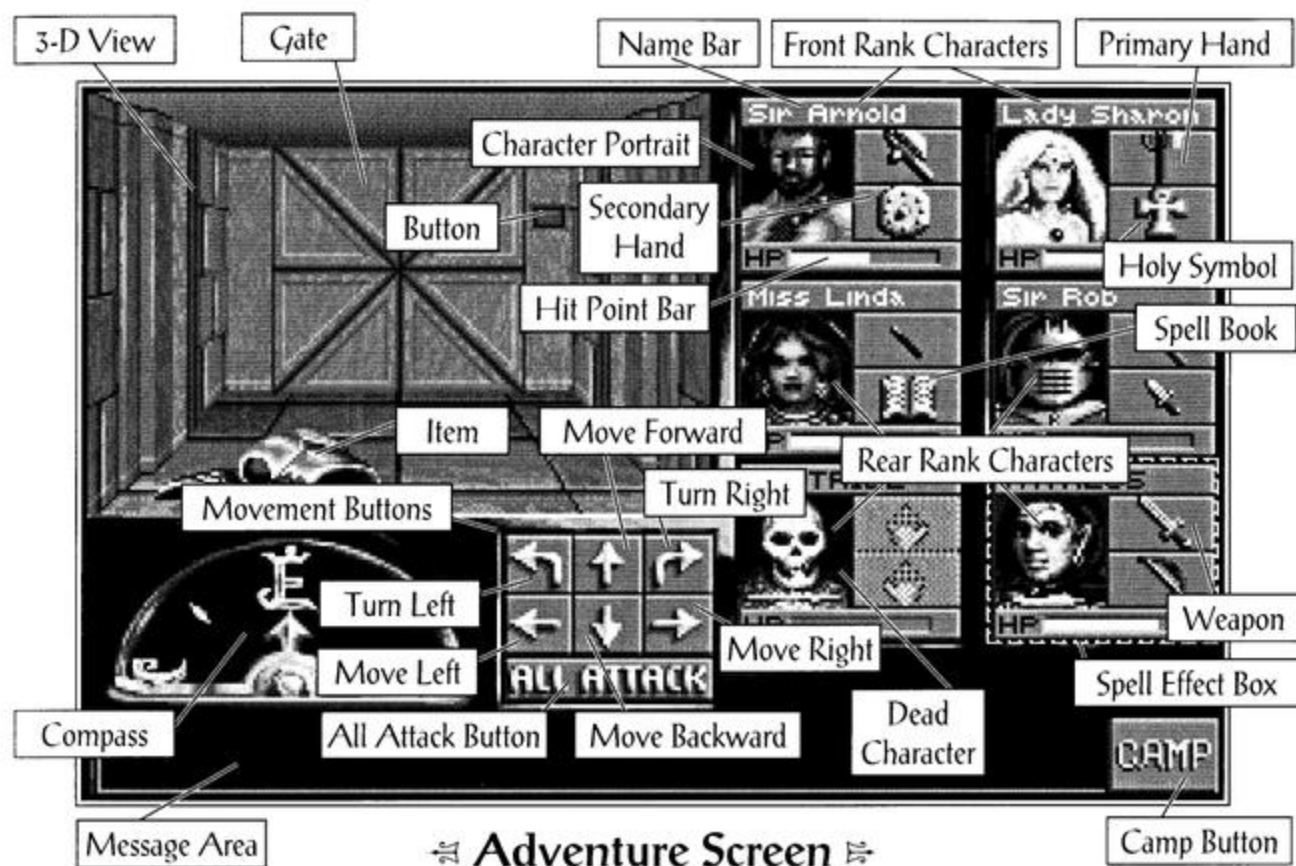 3-D View
Gate
Name Bar
Front Rank Characters
Primary Hand
Sir Arnold
Lady Sharon
Character Portrait
Button
Secondary
Hand
HP
HP
Holy Symbol
Hit Point Bar
Miss Linda
Sir Rob
Spell Book
Item
Move Forward
Rear Rank Characters
Turn Right
Movement Buttons
E
Turn Left
HP
HP
Weapon
Move Right
Move Left
ALL ATTACK
Spell Effect Box
Compass
All Attack Button
Move Backward
Dead
Character
CAMP
Message Area
Adventure Screen
Camp Button